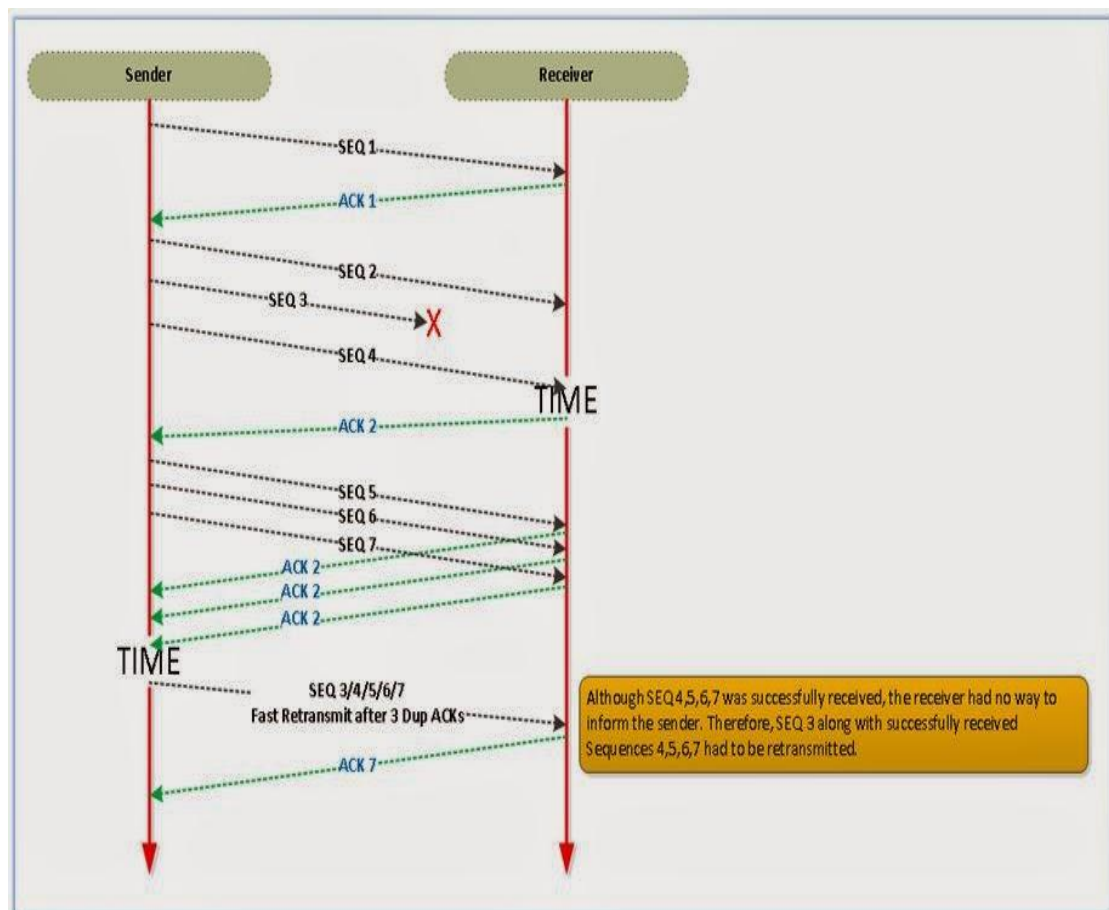 Sender
Receiver
SEQ 1
ACK 1
SEQ 2
SEQ 3
X
SEQ 4
TIME
ACK 2
SEQ 5
SEQ 6
SEQ 7
ACK 2
ACK 2
ACK 2
TIME
SEQ 3/4/5/6/7
Fast Retransmit after 3 Dup ACKs
Although SEQ 4,5,6,7 was successfully received, the receiver had no way to
inform the sender. Therefore, SEQ 3 along with successfully received
Sequences 4,5,6,7 had to be retransmitted.
ACK 7